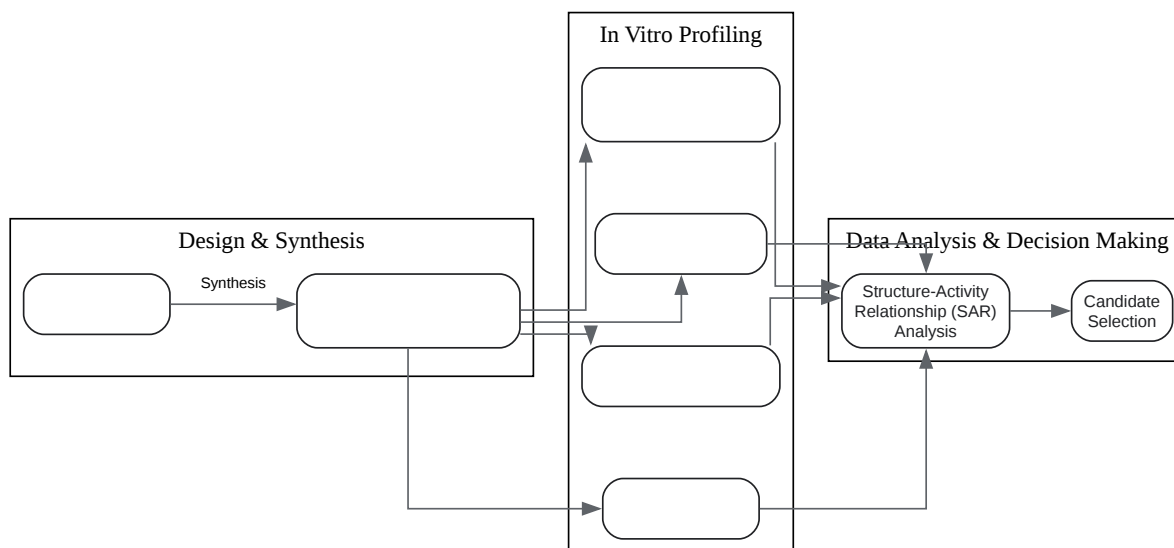 In Vitro Profiling
Design & Synthesis
Synthesis
Data Analysis & Decision Making
Structure-Activity
Relationship (SAR)
Analysis
Candidate
Selection